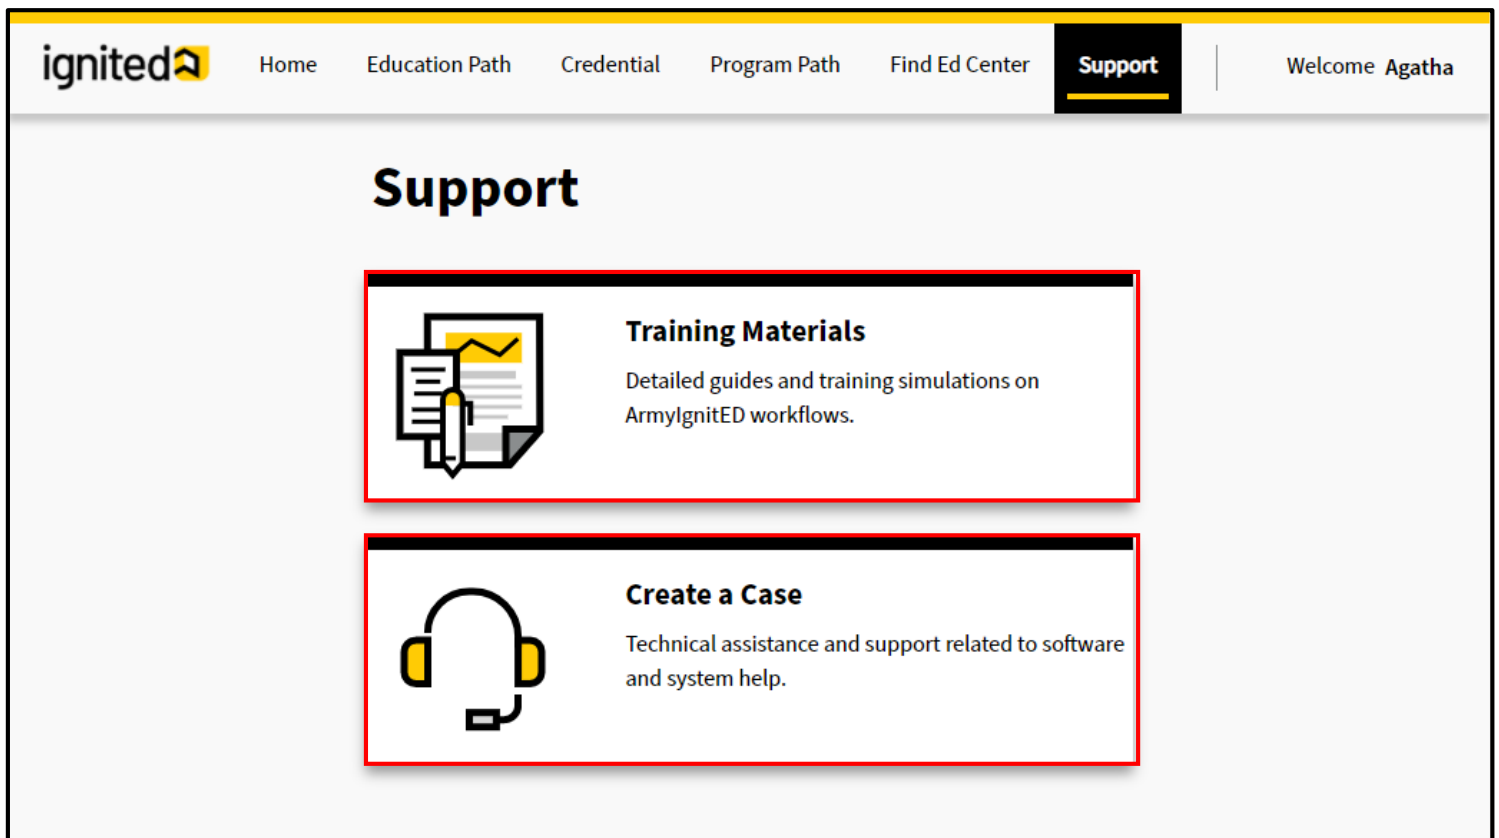 ignited
Home Education Path Credential Program Path Find Ed Center Support Welcome Agatha
Support
Training Materials
Detailed guides and training simulations on
ArmyIgnitED workflows.
Create a Case
Technical assistance and support related to software
and system help.